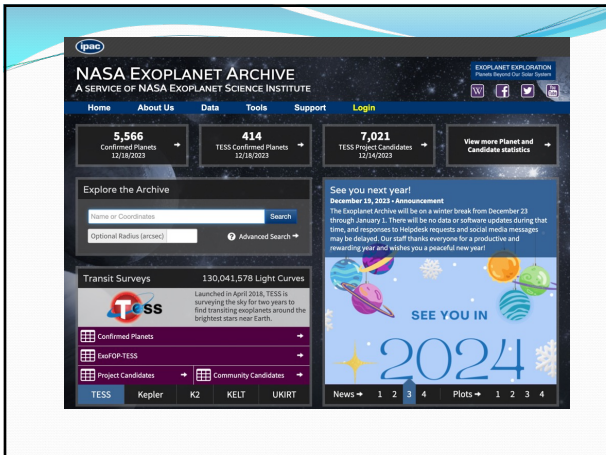 ipac
NASA EXOPLANET ARCHIVE
A SERVICE OF NASA EXOPLANET SCIENCE INSTITUTE
EXOPLANET EXPLORATION
Planets Beyond Our Solar System
W f You Tube
Home About Us Data Tools Support Login
5,566
Confirmed Planets
12/18/2023
414
TESS Confirmed Planets
12/18/2023
7,021
TESS Project Candidates
12/14/2023
View more Planet and
Candidate statistics
Explore the Archive
Name or Coordinates Search
Optional Radius (arcsec) ? Advanced Search
Transit Surveys 130,041,578 Light Curves
TESS
Launched in April 2018, TESS is
surveying the sky for two years to
find transiting exoplanets around the
brightest stars near Earth.
Confirmed Planets
ExoFOP-TESS
Project Candidates Community Candidates
TESS Kepler K2 KELT UKIRT
See you next year!
December 19, 2023 • Announcement
The Exoplanet Archive will be on a winter break from December 23
through January 1. There will be no data or software updates during that
time, and responses to Helpdesk requests and social media messages
may be delayed. Our staff thanks everyone for a productive and
rewarding year and wishes you a peaceful new year!
SEE YOU IN
2024
News 1 2 3 4 Plots 1 2 3 4